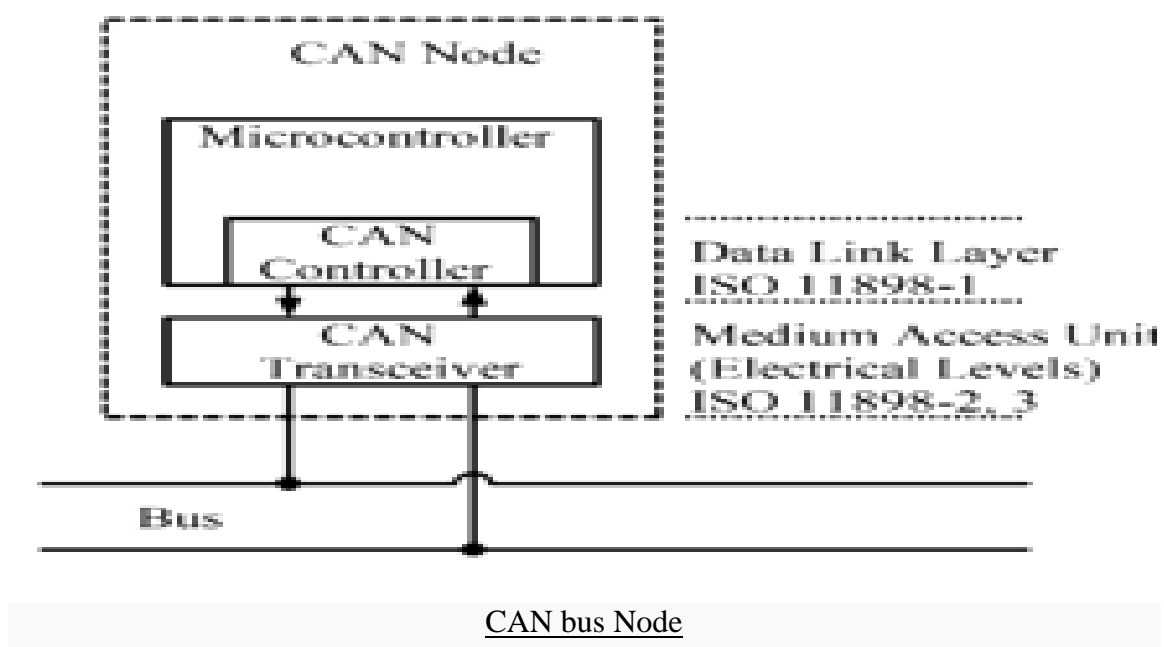 CAN Node
Microcontroller
CAN
Controller
Data Link Layer
ISO 11898-1
CAN
Transceiver
Medium Access Unit
(Electrical Levels)
ISO 11898-2, 3
Bus
CAN bus Node